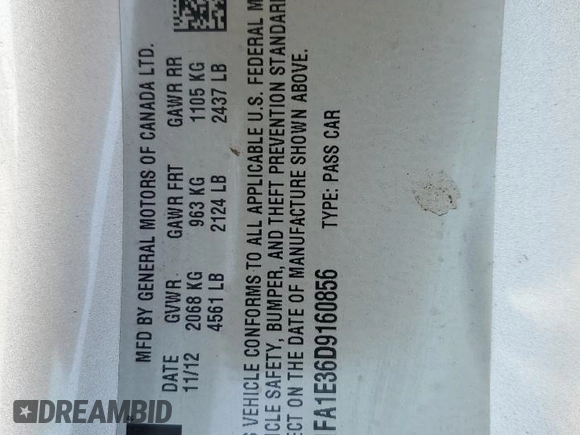 MFD BY GENERAL MOTORS OF CANADA LTD.
DATE GVWR GAWR FRT GAWR RR
11/12 2068 KG 963 KG 1105 KG
4561 LB 2124 LB 2437 LB
S VEHICLE CONFORMS TO ALL APPLICABLE U.S. FEDERAL M
ICLE SAFETY, BUMPER, AND THEFT PREVENTION STANDARD
ECT ON THE DATE OF MANUFACTURE SHOWN ABOVE.
FA1E36D9160856 TYPE: PASS CAR
DREAMBID